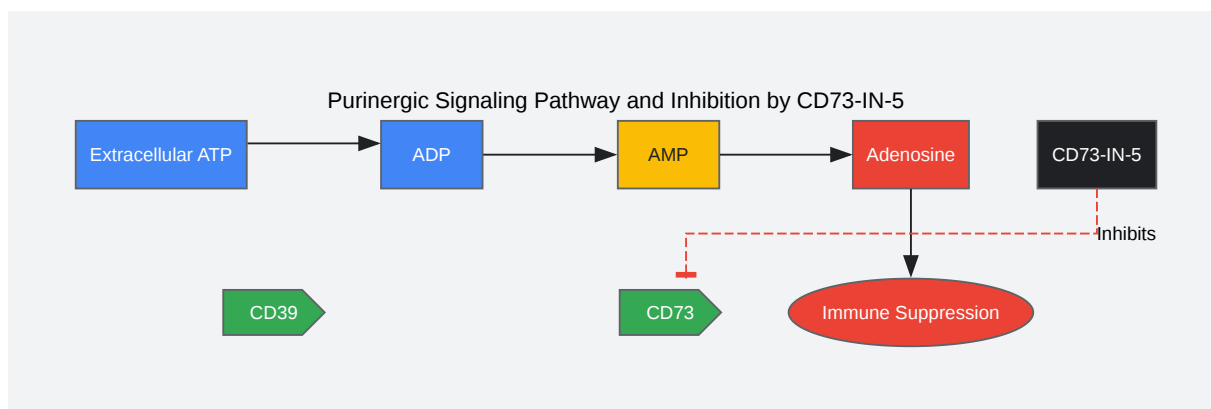 Purinergic Signaling Pathway and Inhibition by CD73-IN-5
Extracellular ATP
ADP
AMP
Adenosine
CD73-IN-5
Inhibits
CD39
CD73
Immune Suppression